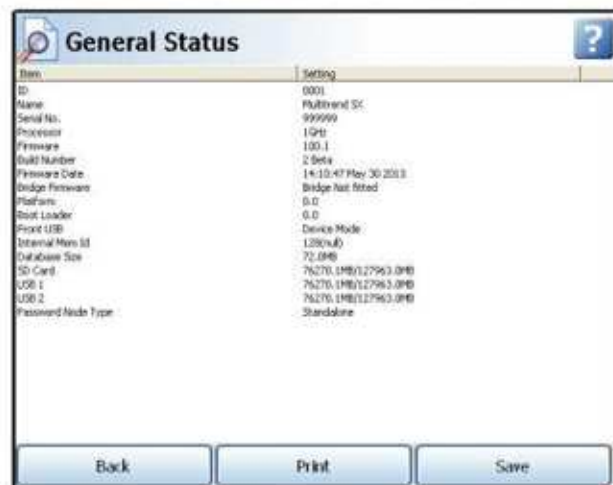 General Status
?
Item Setting
ID 0001
Name Multitrend SX
Serial No. 999999
Processor 1GHz
Firmware 100.1
Build Number 2 Beta
Firmware Date 14:10:47 May 30 2013
Bridge Firmware Bridge Not fitted
Platform 0.0
Boot Loader 0.0
Front USB Device Mode
Internal Mem Id 128(null)
Database Size 72.0MB
SD Card 76270.1MB/127963.0MB
USB 1 76270.1MB/127963.0MB
USB 2 76270.1MB/127963.0MB
Password Node Type Standalone
Back Print Save